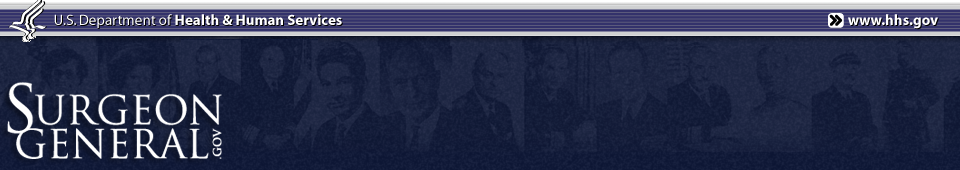 U.S. Department of Health & Human Services
www.hhs.gov
SURGEON
GENERAL.GOV